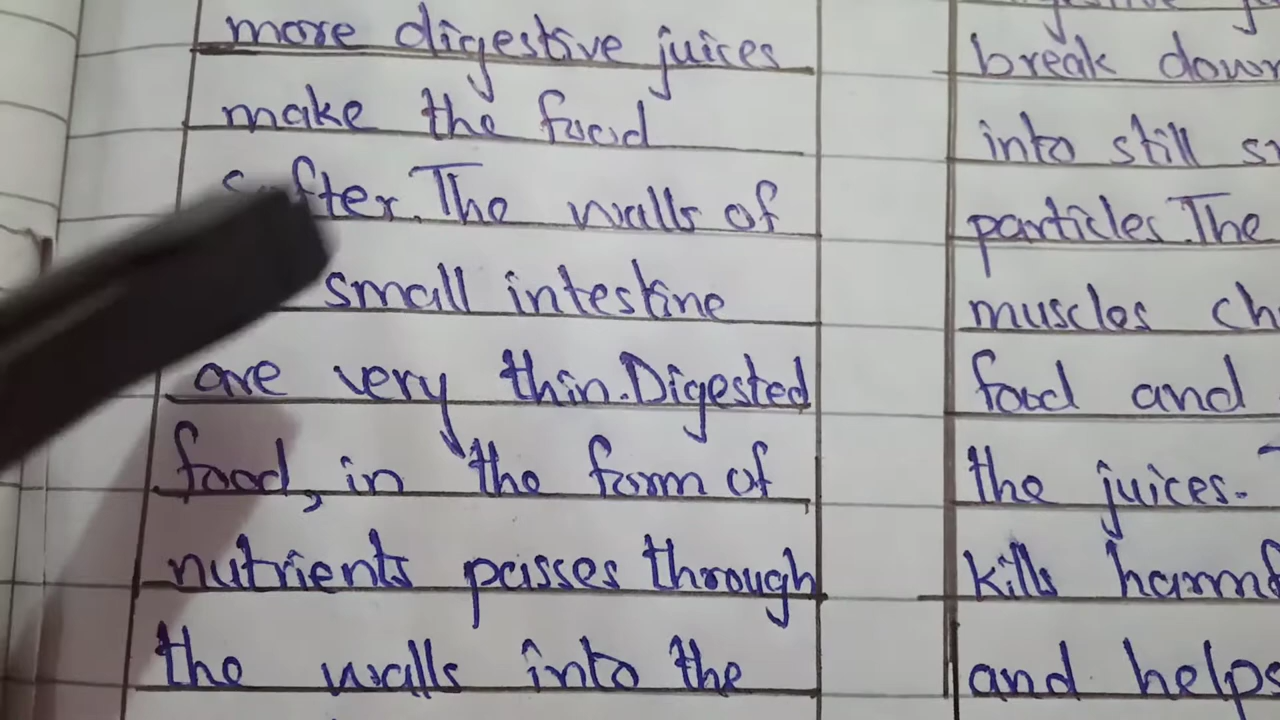 more digestive juices
make the food
softer. The walls of
small intestine
are very thin. Digested
food, in the form of
nutrients passes through
the walls into the
break down
into still
particles. The
muscles
food and
the juices.
kills
and helps